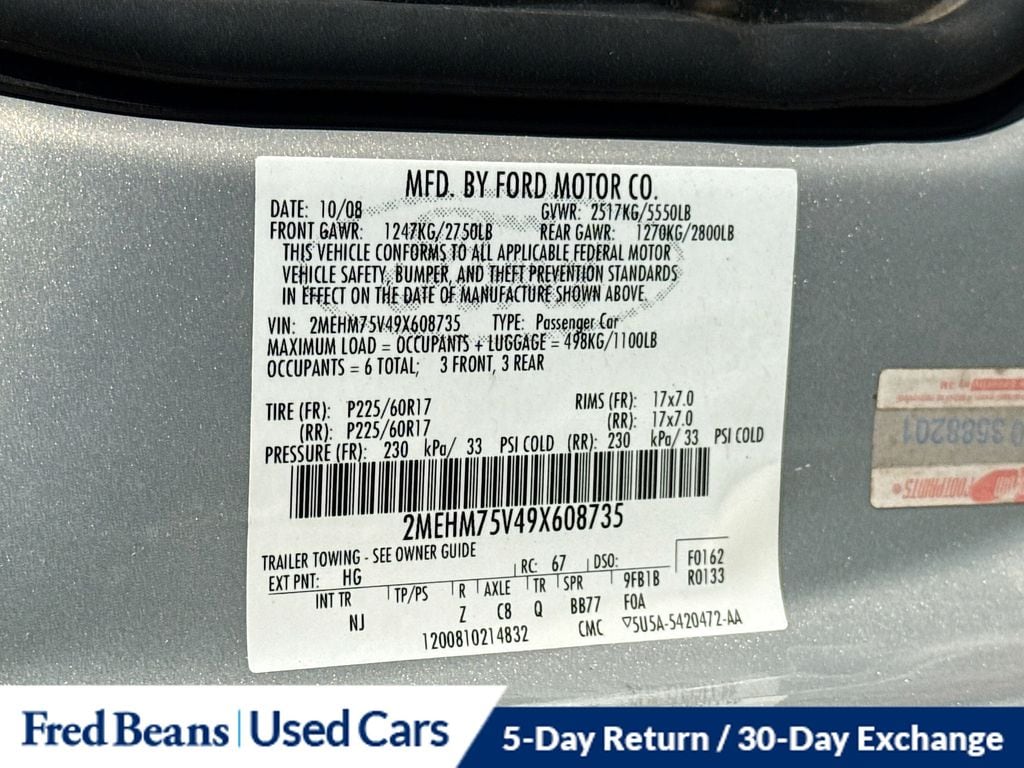 MFD. BY FORD MOTOR CO.
DATE: 10/08 GVWR: 2517KG/5550LB
FRONT GAWR: 1247KG/2750LB REAR GAWR: 1270KG/2800LB
THIS VEHICLE CONFORMS TO ALL APPLICABLE FEDERAL MOTOR
VEHICLE SAFETY, BUMPER, AND THEFT PREVENTION STANDARDS
IN EFFECT ON THE DATE OF MANUFACTURE SHOWN ABOVE.
VIN: 2MEHM75V49X608735 TYPE: Passenger Car
MAXIMUM LOAD = OCCUPANTS + LUGGAGE = 498KG/1100LB
OCCUPANTS = 6 TOTAL; 3 FRONT, 3 REAR
TIRE (FR): P225/60R17 RIMS (FR): 17x7.0
(RR): P225/60R17 (RR): 17x7.0
PRESSURE (FR): 230 kPa/ 33 PSI COLD (RR): 230 kPa/ 33 PSI COLD
2MEHM75V49X608735
TRAILER TOWING - SEE OWNER GUIDE
EXT PNT: HG RC: 67 DSO: F0162
INT TR TP/PS R AXLE TR SPR 9FB1B R0133
NJ Z C8 Q BB77 FOA
1200810214832 CMC ▽5U5A-5420472-AA
3588201
FOOTPRINTS
Fred Beans | Used Cars
5-Day Return / 30-Day Exchange